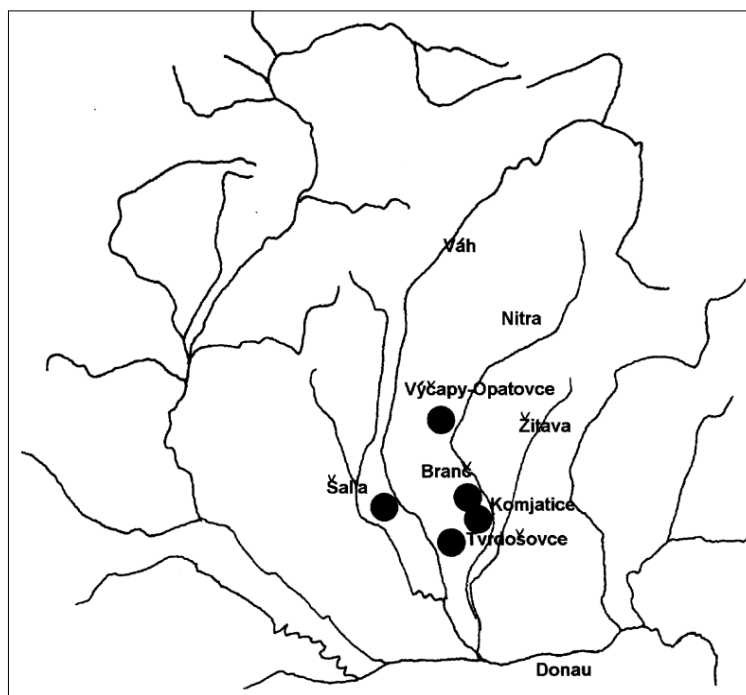 Váh
Nitra
Výčapy-Opatovce
Žitava
Branč
Šaľa
Komjatice
Tvrdošovce
Donau